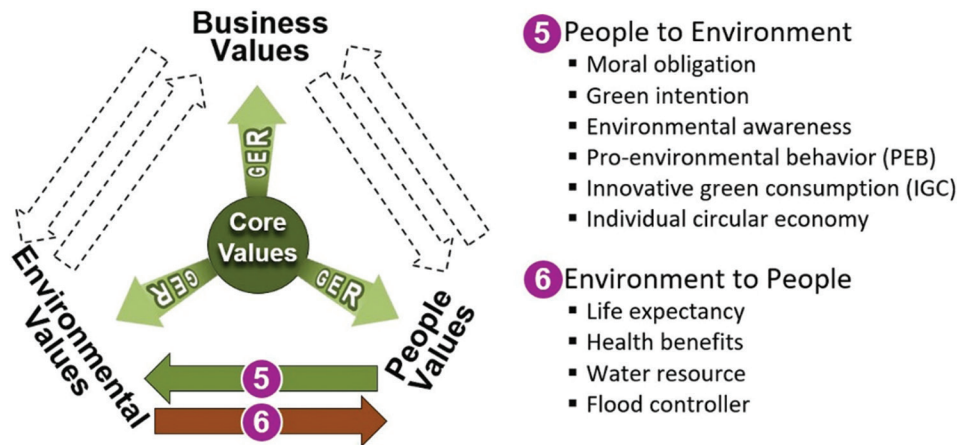 Business
Values
GER
Core
Values
GER
GER
Environmental
Values
People
Values
5
6
5 People to Environment
▪ Moral obligation
▪ Green intention
▪ Environmental awareness
▪ Pro-environmental behavior (PEB)
▪ Innovative green consumption (IGC)
▪ Individual circular economy
6 Environment to People
▪ Life expectancy
▪ Health benefits
▪ Water resource
▪ Flood controller